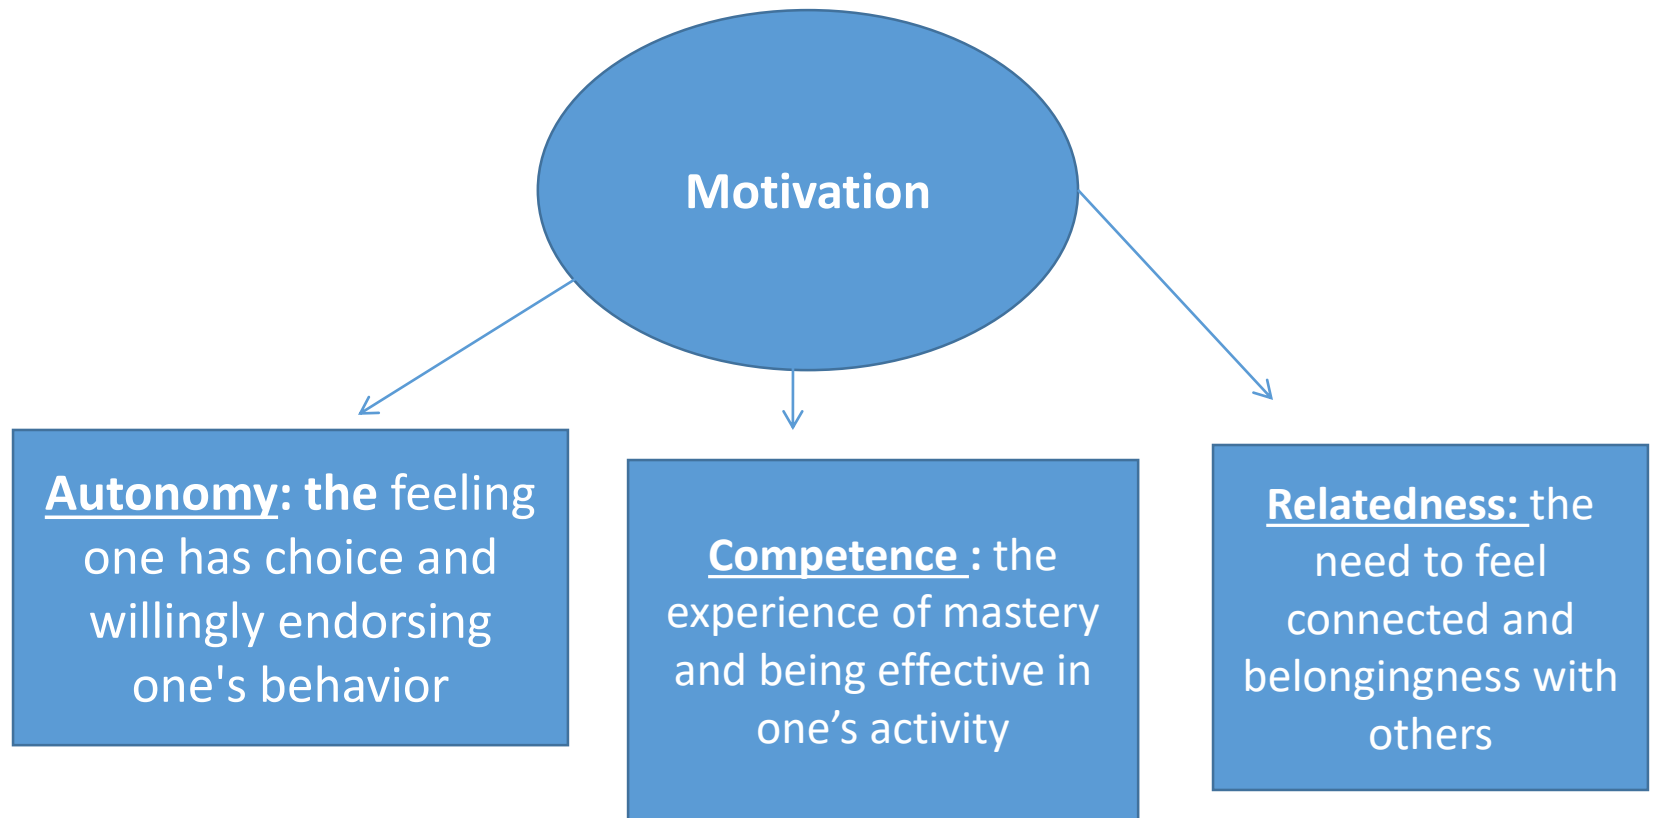 Motivation
Autonomy: the feeling
one has choice and
willingly endorsing
one's behavior
Competence : the
experience of mastery
and being effective in
one’s activity
Relatedness: the
need to feel
connected and
belongingness with
others